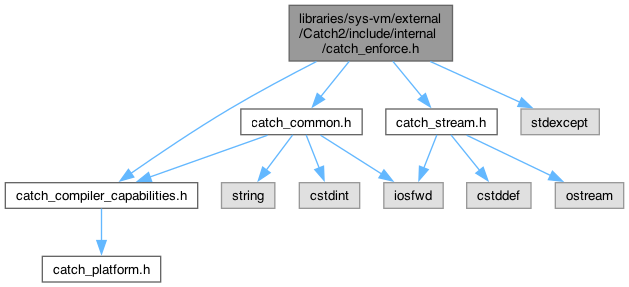 libraries/sys-vm/external
/Catch2/include/internal
/catch_enforce.h
catch_common.h
catch_stream.h
stdexcept
catch_compiler_capabilities.h
string
cstdint
iosfwd
cstddef
ostream
catch_platform.h